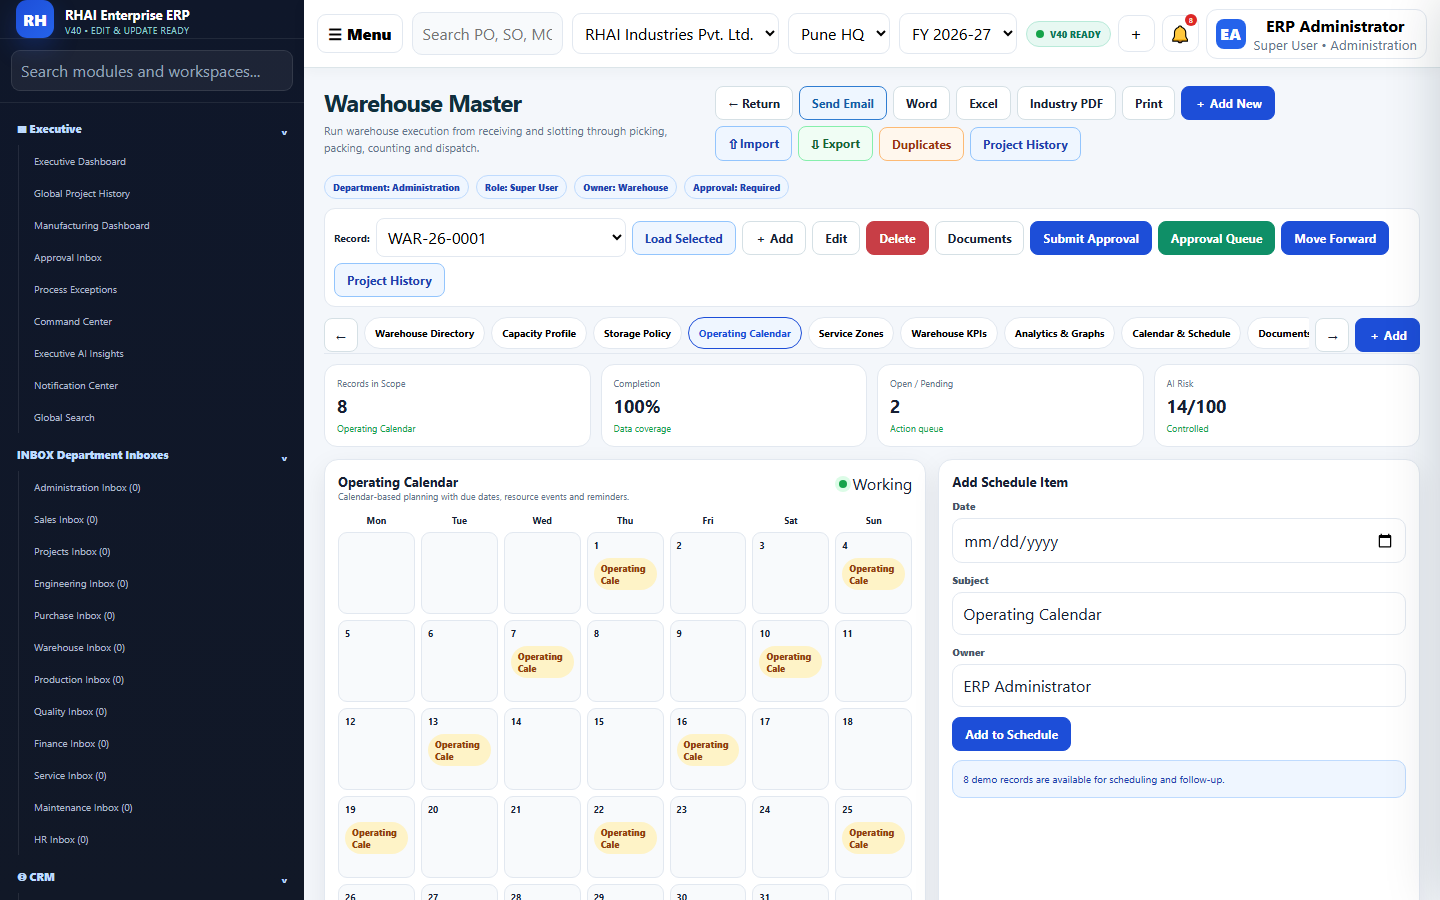 RH
RHAI Enterprise ERP
V40 • EDIT & UPDATE READY
Search modules and workspaces...
Executive
Executive Dashboard
Global Project History
Manufacturing Dashboard
Approval Inbox
Process Exceptions
Command Center
Executive AI Insights
Notification Center
Global Search
INBOX Department Inboxes
Administration Inbox (0)
Sales Inbox (0)
Projects Inbox (0)
Engineering Inbox (0)
Purchase Inbox (0)
Warehouse Inbox (0)
Production Inbox (0)
Quality Inbox (0)
Finance Inbox (0)
Service Inbox (0)
Maintenance Inbox (0)
HR Inbox (0)
CRM
☰ Menu
Search PO, SO, MO
RHAI Industries Pvt. Ltd.
Pune HQ
FY 2026-27
V40 READY
+
8
EA
ERP Administrator
Super User • Administration
Warehouse Master
Run warehouse execution from receiving and slotting through picking,
packing, counting and dispatch.
← Return
Send Email
Word
Excel
Industry PDF
Print
+ Add New
⇧ Import
⇩ Export
Duplicates
Project History
Department: Administration
Role: Super User
Owner: Warehouse
Approval: Required
Record:
WAR-26-0001
Load Selected
+ Add
Edit
Delete
Documents
Submit Approval
Approval Queue
Move Forward
Project History
←
Warehouse Directory
Capacity Profile
Storage Policy
Operating Calendar
Service Zones
Warehouse KPIs
Analytics & Graphs
Calendar & Schedule
Documents
→
+ Add
Records in Scope
8
Operating Calendar
Completion
100%
Data coverage
Open / Pending
2
Action queue
AI Risk
14/100
Controlled
Operating Calendar
Calendar-based planning with due dates, resource events and reminders.
Working
Mon Tue Wed Thu Fri Sat Sun
1 2 3 4
Operating Cale
Operating Cale
5 6 7 8 9 10 11
Operating Cale
Operating Cale
12 13 14 15 16 17 18
Operating Cale
Operating Cale
19 20 21 22 23 24 25
Operating Cale
Operating Cale
Operating Cale
26 27 28 29 30 31
Add Schedule Item
Date
mm/dd/yyyy
Subject
Operating Calendar
Owner
ERP Administrator
Add to Schedule
8 demo records are available for scheduling and follow-up.